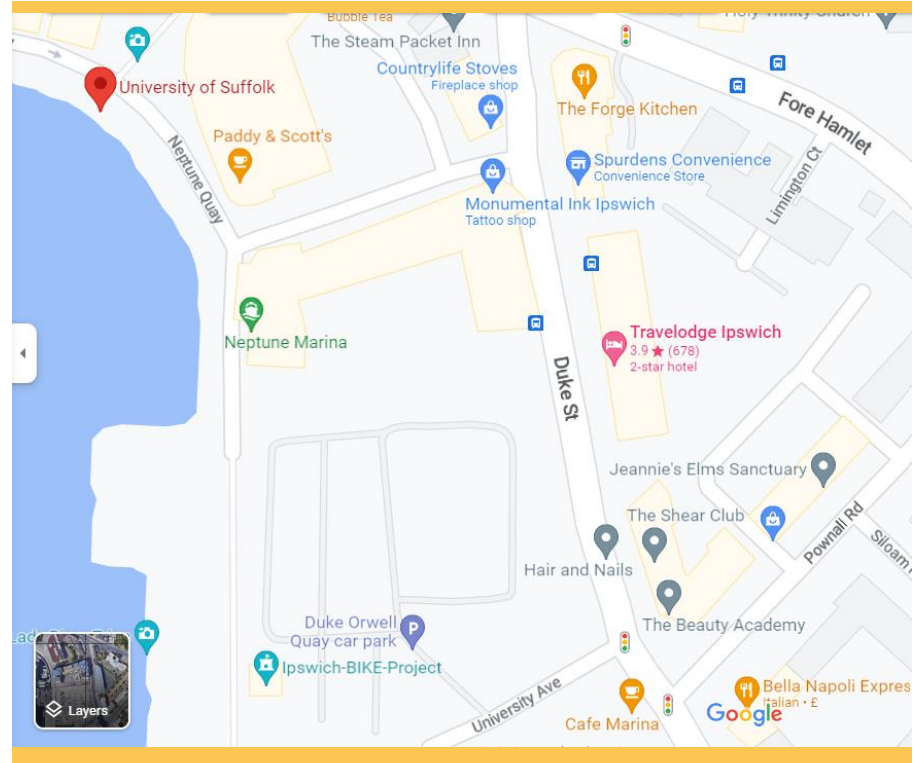 Bubble Tea
Holy Trinity Church
The Steam Packet Inn
Countrylife Stoves
Fireplace shop
University of Suffolk
The Forge Kitchen
Fore Hamlet
Paddy & Scott's
Neptune Quay
Spurdens Convenience
Convenience Store
Limington Ct
Monumental Ink Ipswich
Tattoo shop
Neptune Marina
Travelodge Ipswich
3.9 ★ (678)
2-star hotel
Duke St
Jeannie's Elms Sanctuary
The Shear Club
Pownall Rd
Siloam
Hair and Nails
Duke Orwell
Quay car park
P
The Beauty Academy
Ipswich-BIKE-Project
University Ave
Layers
Cafe Marina
Bella Napoli Expres
Italian • £
Google